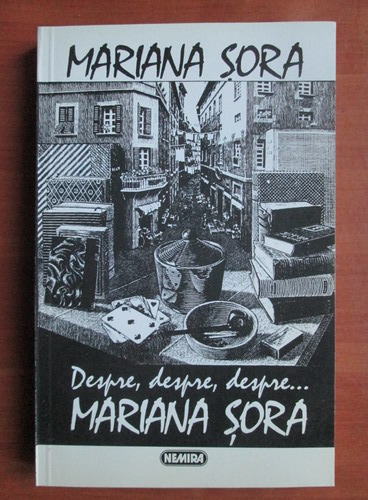 MARIANA ŞORA
Despre, despre, despre...
MARIANA ŞORA
NEMIRA